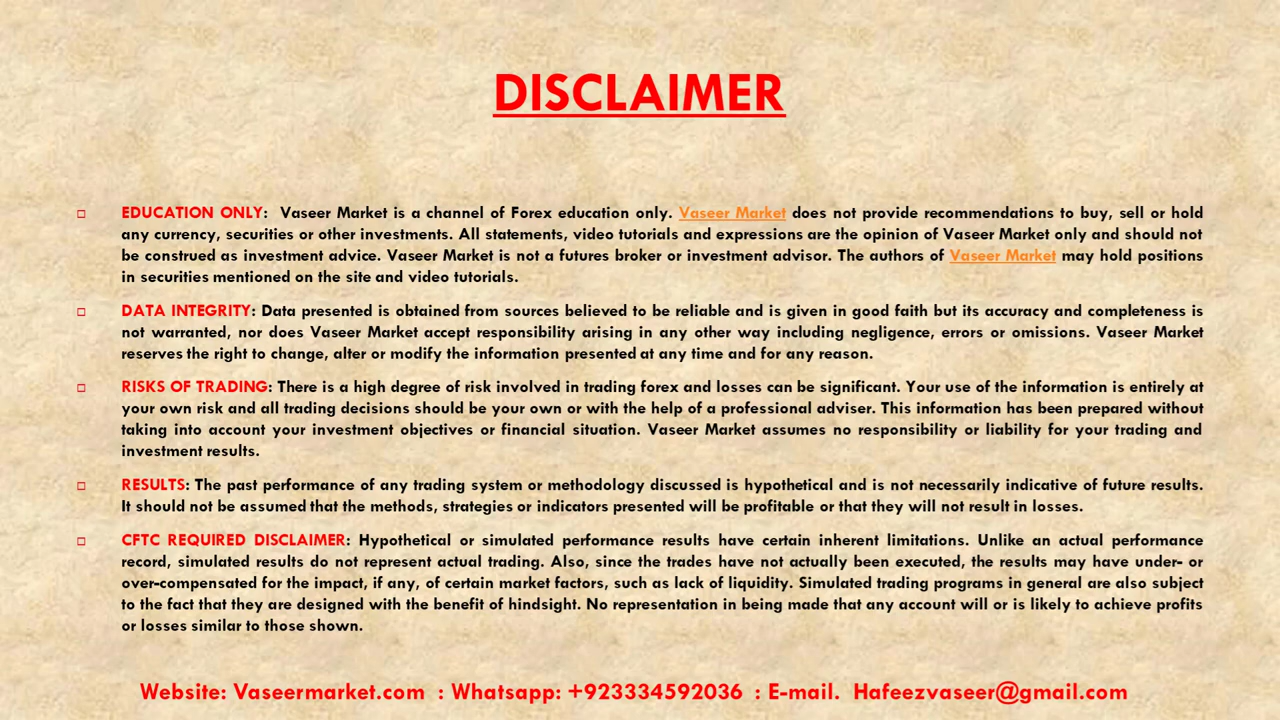 DISCLAIMER
EDUCATION ONLY: Vaseer Market is a channel of Forex education only. Vaseer Market does not provide recommendations to buy, sell or hold
any currency, securities or other investments. All statements, video tutorials and expressions are the opinion of Vaseer Market only and should not
be construed as investment advice. Vaseer Market is not a futures broker or investment advisor. The authors of Vaseer Market may hold positions
in securities mentioned on the site and video tutorials.
DATA INTEGRITY: Data presented is obtained from sources believed to be reliable and is given in good faith but its accuracy and completeness is
not warranted, nor does Vaseer Market accept responsibility arising in any other way including negligence, errors or omissions. Vaseer Market
reserves the right to change, alter or modify the information presented at any time and for any reason.
RISKS OF TRADING: There is a high degree of risk involved in trading forex and losses can be significant. Your use of the information is entirely at
your own risk and all trading decisions should be your own or with the help of a professional adviser. This information has been prepared without
taking into account your investment objectives or financial situation. Vaseer Market assumes no responsibility or liability for your trading and
investment results.
RESULTS: The past performance of any trading system or methodology discussed is hypothetical and is not necessarily indicative of future results.
It should not be assumed that the methods, strategies or indicators presented will be profitable or that they will not result in losses.
CFTC REQUIRED DISCLAIMER: Hypothetical or simulated performance results have certain inherent limitations. Unlike an actual performance
record, simulated results do not represent actual trading. Also, since the trades have not actually been executed, the results may have under- or
over-compensated for the impact, if any, of certain market factors, such as lack of liquidity. Simulated trading programs in general are also subject
to the fact that they are designed with the benefit of hindsight. No representation in being made that any account will or is likely to achieve profits
or losses similar to those shown.
Website: Vaseermarket.com : Whatsapp: +923334592036 : E-mail. Hafeezvaseer@gmail.com